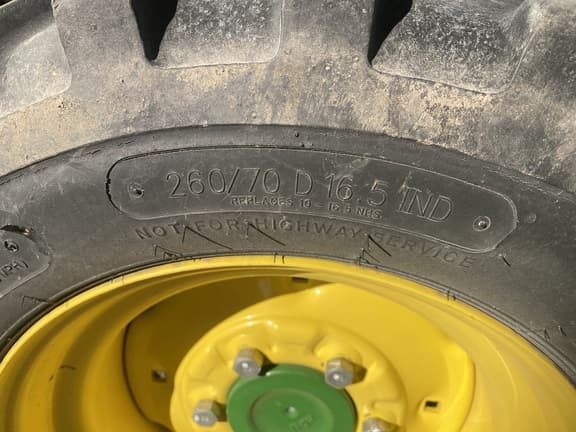 260/70 D 16.5 IND
REPLACES 10 - 16.5 NHS
NOT FOR HIGHWAY SERVICE